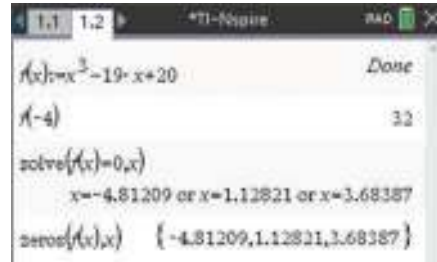 1.1 1.2 *TI-Nspire RAD
f(x):=x³-19·x+20 Done
f(-4) 32
solve(f(x)=0,x)
x=-4.81209 or x=1.12821 or x=3.68387
zeros(f(x),x) {-4.81209,1.12821,3.68387}